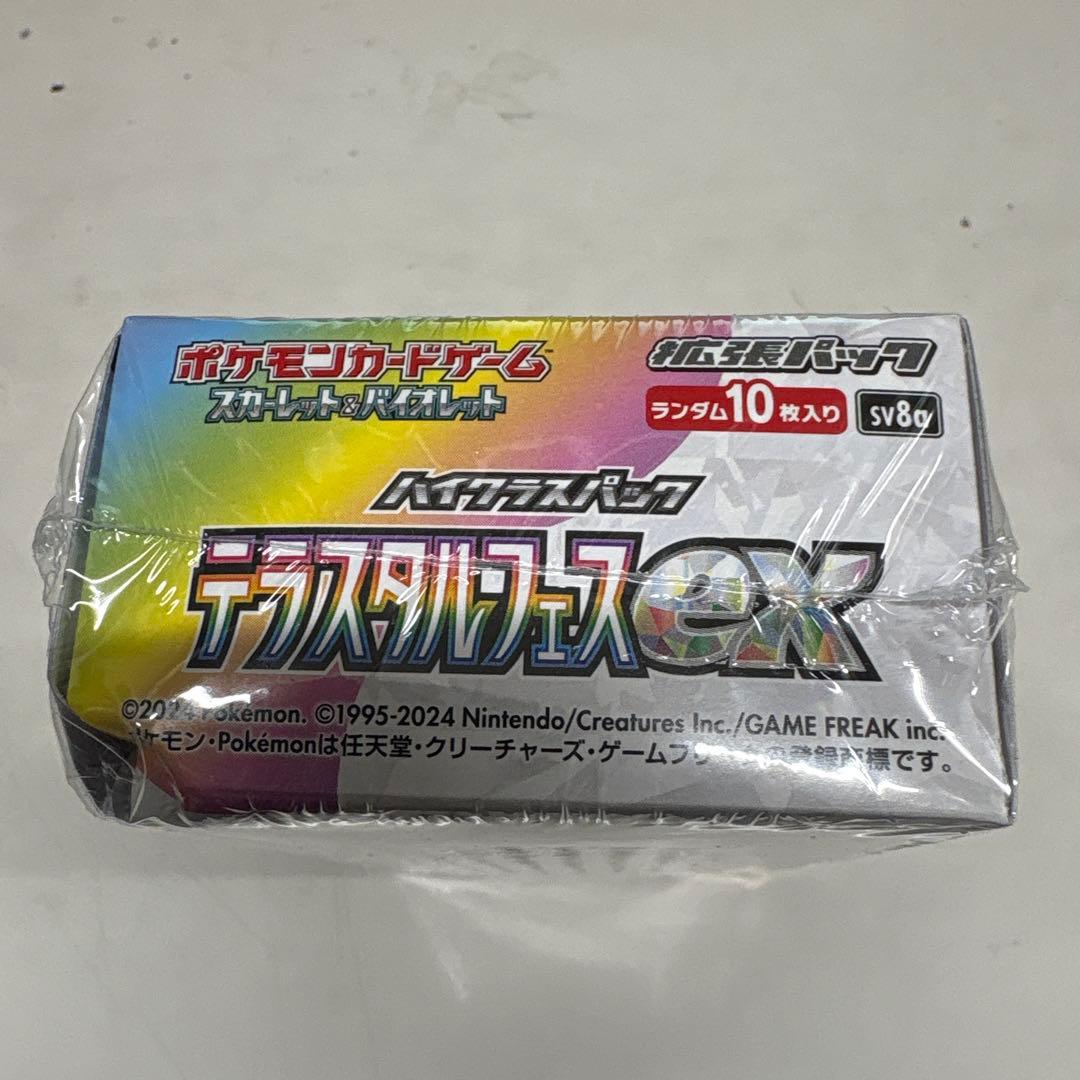 ポケモンカードゲーム™
スカーレット&バイオレット
拡張パック
ランダム10枚入り
SV8a
ハイクラスパック
テラスタルフェスex
©2024 Pokémon. ©1995-2024 Nintendo/Creatures Inc./GAME FREAK inc.
ポケモン・Pokémonは任天堂・クリーチャーズ・ゲームフリークの登録商標です。